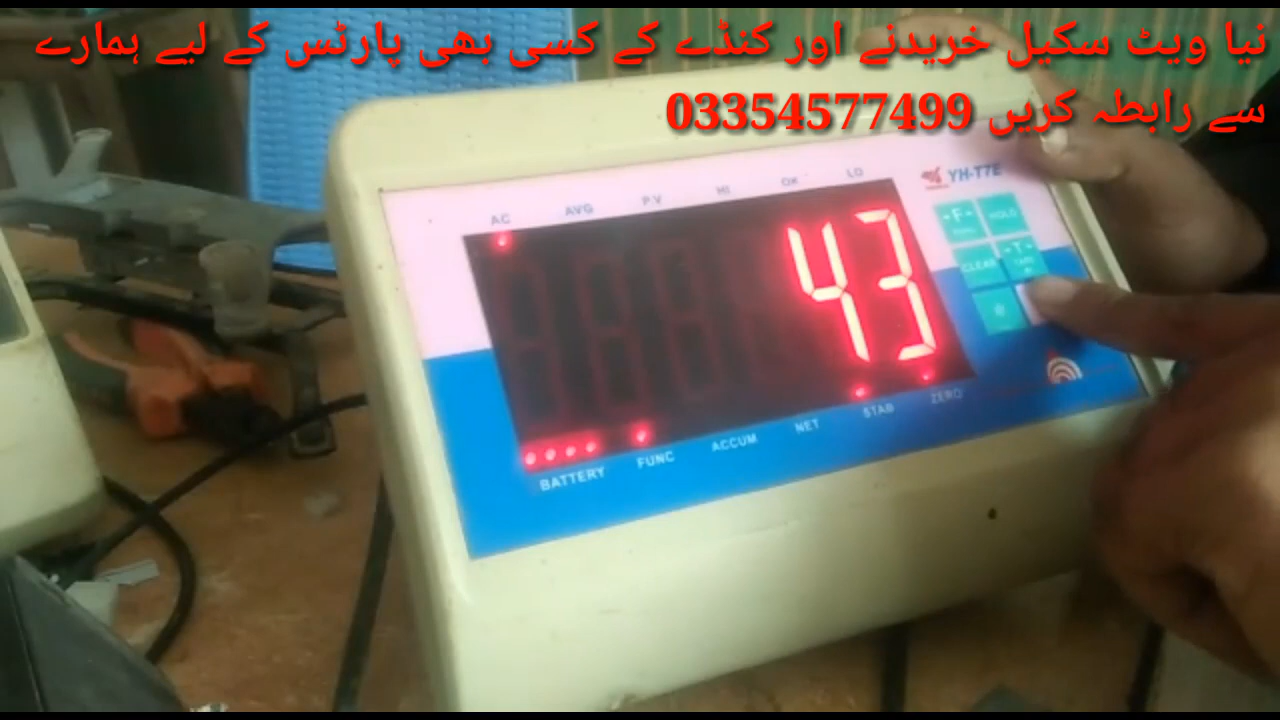 نیا ویٹ سکیل خریدنے اور کنڈے کے کسی بھی پارٹس کے لیے ہمارے
سے رابطہ کریں 03354577499
AC AVG P.V HI OK LO
YH-T7E
43
-F- HOLD
CLEAR -T-
BATTERY FUNC ACCUM NET STAB ZERO